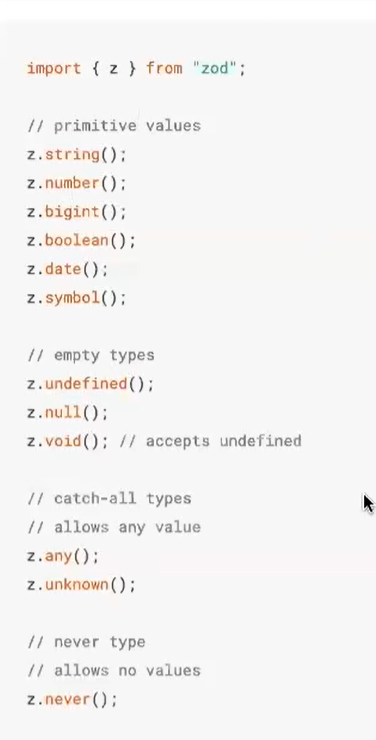 import { z } from "zod";
// primitive values
z.string();
z.number();
z.bigint();
z.boolean();
z.date();
z.symbol();
// empty types
z.undefined();
z.null();
z.void(); // accepts undefined
// catch-all types
// allows any value
z.any();
z.unknown();
// never type
// allows no values
z.never();